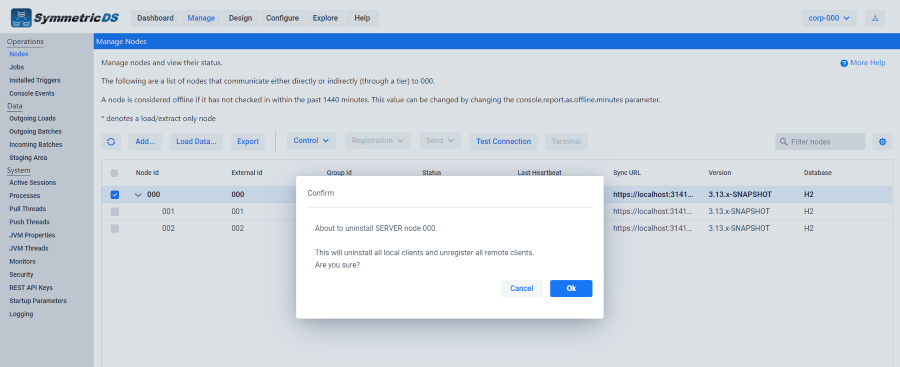 SymmetricDS Dashboard Manage Design Configure Explore Help corp-000
Operations
Nodes
Jobs
Installed Triggers
Console Events
Data
Outgoing Loads
Outgoing Batches
Incoming Batches
Staging Area
System
Active Sessions
Processes
Pull Threads
Push Threads
JVM Properties
JVM Threads
Monitors
Security
REST API Keys
Startup Parameters
Logging
Manage Nodes
Manage nodes and view their status. More Help
The following are a list of nodes that communicate either directly or indirectly (through a tier) to 000.
A node is considered offline if it has not checked in within the past 1440 minutes. This value can be changed by changing the console.report.as.offline.minutes parameter.
* denotes a load/extract only node
Add... Load Data... Export Control Registration Send Test Connection Terminal Filter nodes
Node Id External Id Group Id Status Last Heartbeat Sync URL Version Database
000 000 https://localhost:3141... 3.13.x-SNAPSHOT H2
001 001 https://localhost:3141... 3.13.x-SNAPSHOT H2
002 002 https://localhost:3141... 3.13.x-SNAPSHOT H2
Confirm
About to uninstall SERVER node 000.
This will uninstall all local clients and unregister all remote clients.
Are you sure?
Cancel Ok